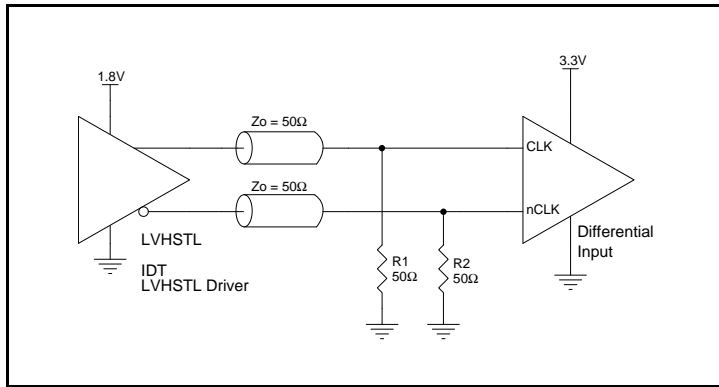 1.8V
3.3V
Zo = 50Ω
CLK
Zo = 50Ω
nCLK
LVHSTL
Differential
Input
IDT
LVHSTL Driver
R1
50Ω
R2
50Ω